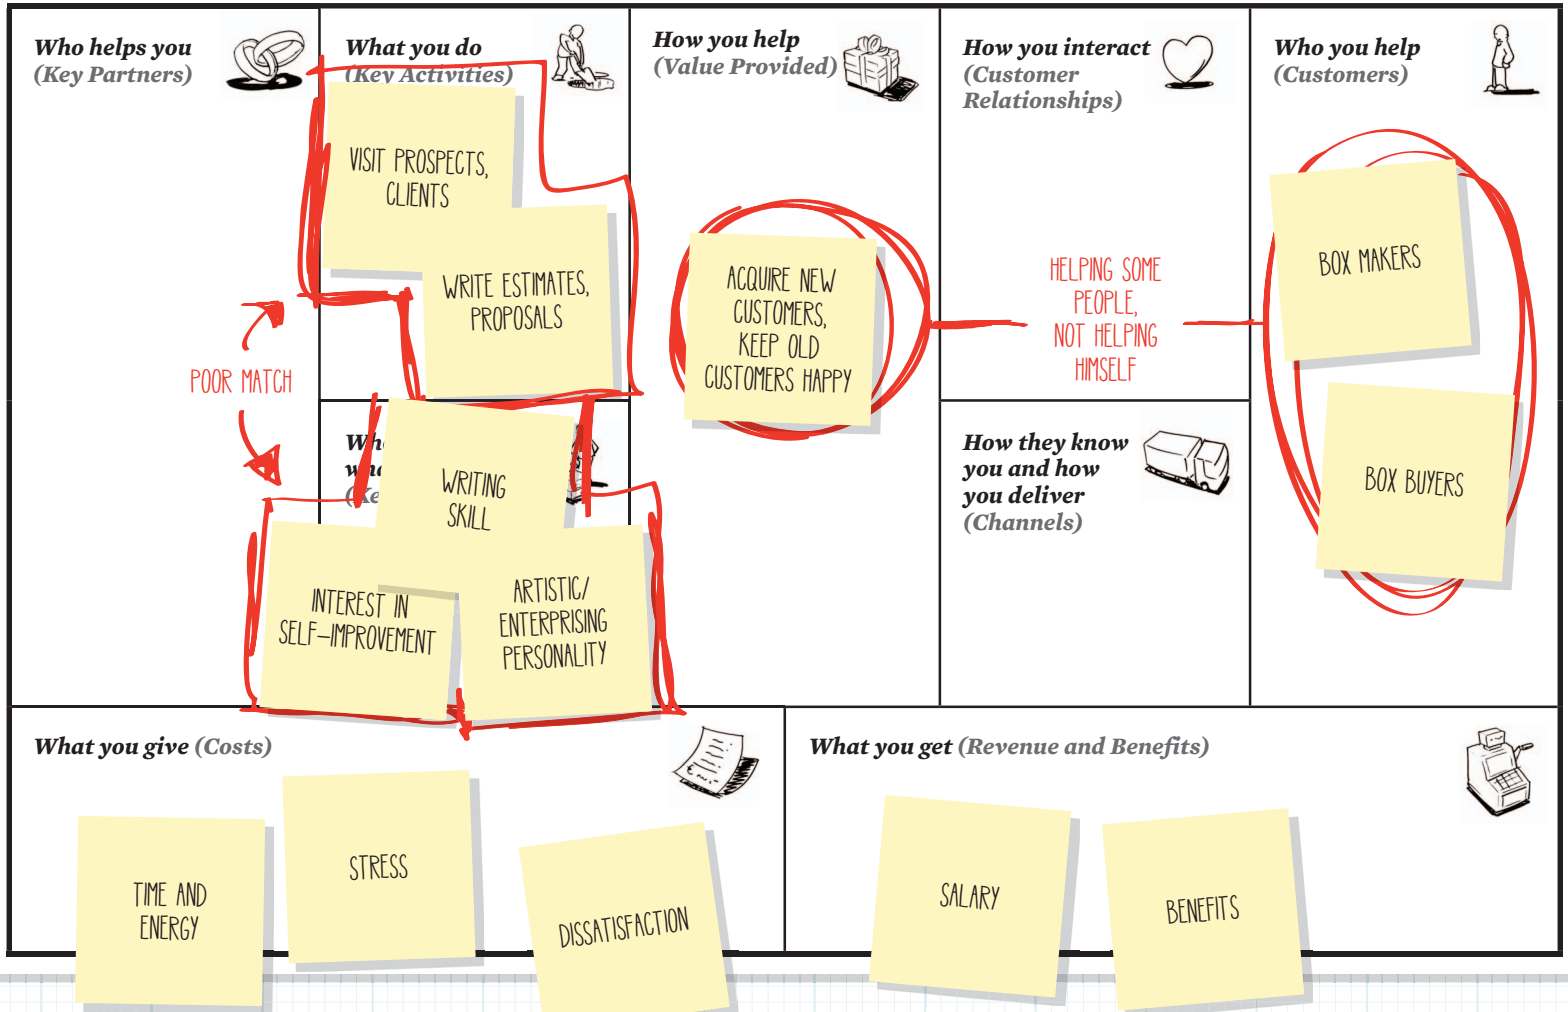 Who helps you
(Key Partners)
What you do
(Key Activities)
VISIT PROSPECTS,
CLIENTS
WRITE ESTIMATES,
PROPOSALS
POOR MATCH
WRITING
SKILL
INTEREST IN
SELF-IMPROVEMENT
ARTISTIC/
ENTERPRISING
PERSONALITY
How you help
(Value Provided)
ACQUIRE NEW
CUSTOMERS,
KEEP OLD
CUSTOMERS HAPPY
How you interact
(Customer
Relationships)
HELPING SOME
PEOPLE,
NOT HELPING
HIMSELF
How they know
you and how
you deliver
(Channels)
Who you help
(Customers)
BOX MAKERS
BOX BUYERS
What you give (Costs)
TIME AND
ENERGY
STRESS
DISSATISFACTION
What you get (Revenue and Benefits)
SALARY
BENEFITS